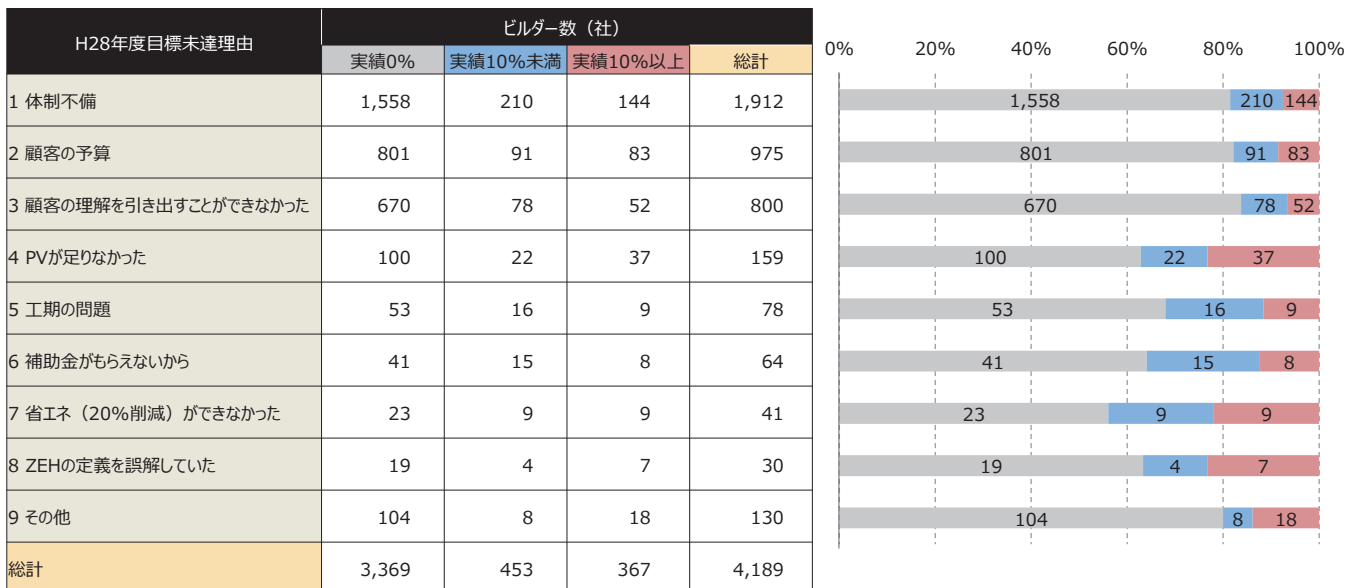 H28年度目標未達理由 ビルダー数（社）
実績0% 実績10%未満 実績10%以上 総計
1 体制不備 1,558 210 144 1,912
2 顧客の予算 801 91 83 975
3 顧客の理解を引き出すことができなかった 670 78 52 800
4 PVが足りなかった 100 22 37 159
5 工期の問題 53 16 9 78
6 補助金がもらえないから 41 15 8 64
7 省エネ（20%削減）ができなかった 23 9 9 41
8 ZEHの定義を誤解していた 19 4 7 30
9 その他 104 8 18 130
総計 3,369 453 367 4,189
0% 20% 40% 60% 80% 100%
1,558 210 144
801 91 83
670 78 52
100 22 37
53 16 9
41 15 8
23 9 9
19 4 7
104 8 18